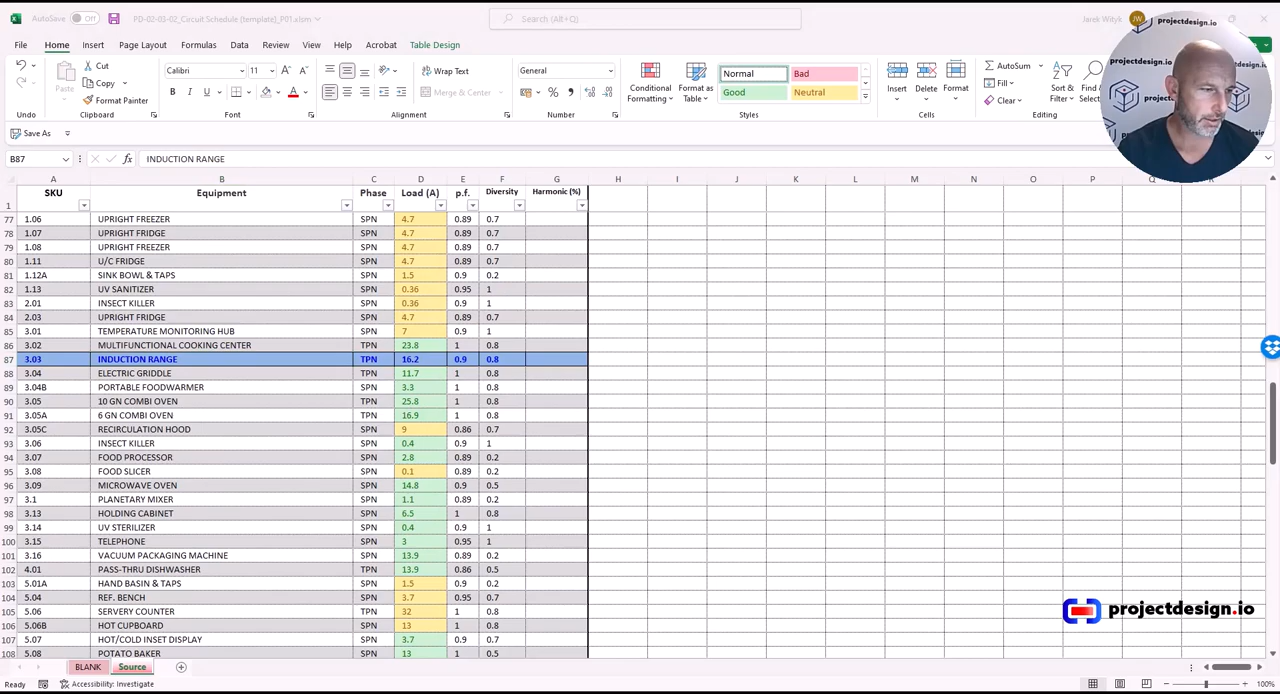 AutoSave Off PD-02-03-02_Circuit Schedule (template)_P01.xlsm Search (Alt+Q) Jarek Wityk JW projectdesign.io
File Home Insert Page Layout Formulas Data Review View Help Acrobat Table Design
Cut Calibri 11 Wrap Text General Normal Bad AutoSum
Paste Copy Merge & Center Conditional Formatting Format as Table Good Neutral Insert Delete Format Fill Sort & Filter Find &
Format Painter Clear
Undo Clipboard Font Alignment Number Styles Cells Editing
Save As
B87 fx INDUCTION RANGE
A B C D E F G H I J K L M N O P Q
1 SKU Equipment Phase Load (A) p.f. Diversity Harmonic (%)
77 1.06 UPRIGHT FREEZER SPN 4.7 0.89 0.7
78 1.07 UPRIGHT FRIDGE SPN 4.7 0.89 0.7
79 1.08 UPRIGHT FREEZER SPN 4.7 0.89 0.7
80 1.11 U/C FRIDGE SPN 4.7 0.89 0.7
81 1.12A SINK BOWL & TAPS SPN 1.5 0.9 0.2
82 1.13 UV SANITIZER SPN 0.36 0.95 1
83 2.01 INSECT KILLER SPN 0.36 0.9 1
84 2.03 UPRIGHT FRIDGE SPN 4.7 0.89 0.7
85 3.01 TEMPERATURE MONITORING HUB SPN 7 0.9 1
86 3.02 MULTIFUNCTIONAL COOKING CENTER TPN 23.8 1 0.8
87 3.03 INDUCTION RANGE TPN 16.2 0.9 0.8
88 3.04 ELECTRIC GRIDDLE TPN 11.7 1 0.8
89 3.04B PORTABLE FOODWARMER SPN 3.3 1 0.8
90 3.05 10 GN COMBI OVEN TPN 25.8 1 0.8
91 3.05A 6 GN COMBI OVEN TPN 16.9 1 0.8
92 3.05C RECIRCULATION HOOD SPN 9 0.86 0.7
93 3.06 INSECT KILLER SPN 0.4 0.9 1
94 3.07 FOOD PROCESSOR SPN 2.8 0.89 0.2
95 3.08 FOOD SLICER SPN 0.1 0.89 0.2
96 3.09 MICROWAVE OVEN SPN 14.8 0.9 0.5
97 3.1 PLANETARY MIXER SPN 1.1 0.89 0.2
98 3.13 HOLDING CABINET SPN 6.5 1 0.8
99 3.14 UV STERILIZER SPN 0.4 0.9 1
100 3.15 TELEPHONE SPN 3 0.95 1
101 3.16 VACUUM PACKAGING MACHINE SPN 13.9 0.89 0.2
102 4.01 PASS-THRU DISHWASHER TPN 13.9 0.86 0.5
103 5.01A HAND BASIN & TAPS SPN 1.5 0.9 0.2
104 5.04 REF. BENCH SPN 3.7 0.95 0.7
105 5.06 SERVERY COUNTER TPN 32 1 0.8
106 5.06B HOT CUPBOARD SPN 13 1 0.8
107 5.07 HOT/COLD INSET DISPLAY SPN 3.7 0.9 0.7
108 5.08 POTATO BAKER SPN 13 1 0.5
projectdesign.io
BLANK Source
Ready Accessibility: Investigate 100%